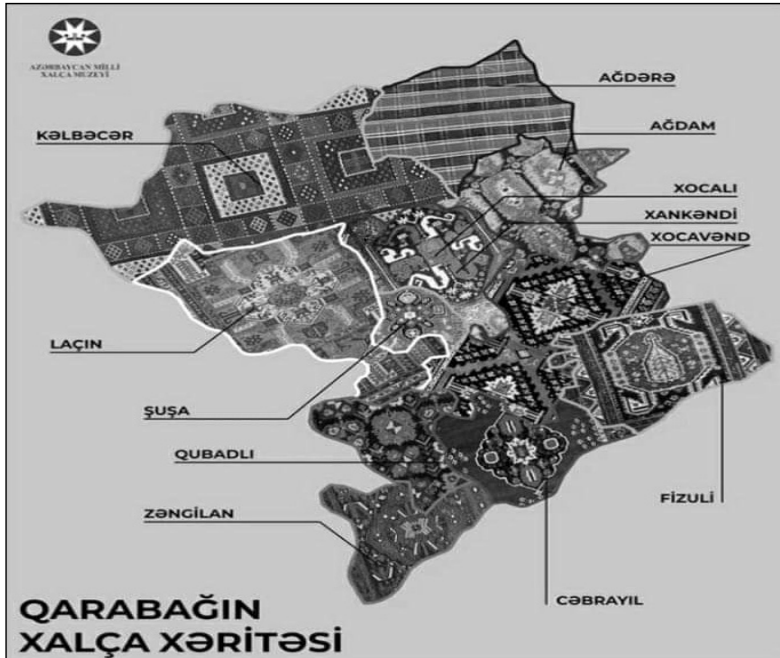 AZƏRBAYCAN MİLLİ
XALÇA MUZEYİ
AĞDƏRƏ
KƏLBƏCƏR
AĞDAM
XOCALI
XANKƏNDİ
XOCAVƏND
LAÇIN
ŞUŞA
QUBADLI
FİZULİ
ZƏNGİLAN
CƏBRAYIL
QARABAĞIN
XALÇA XƏRİTƏSİ